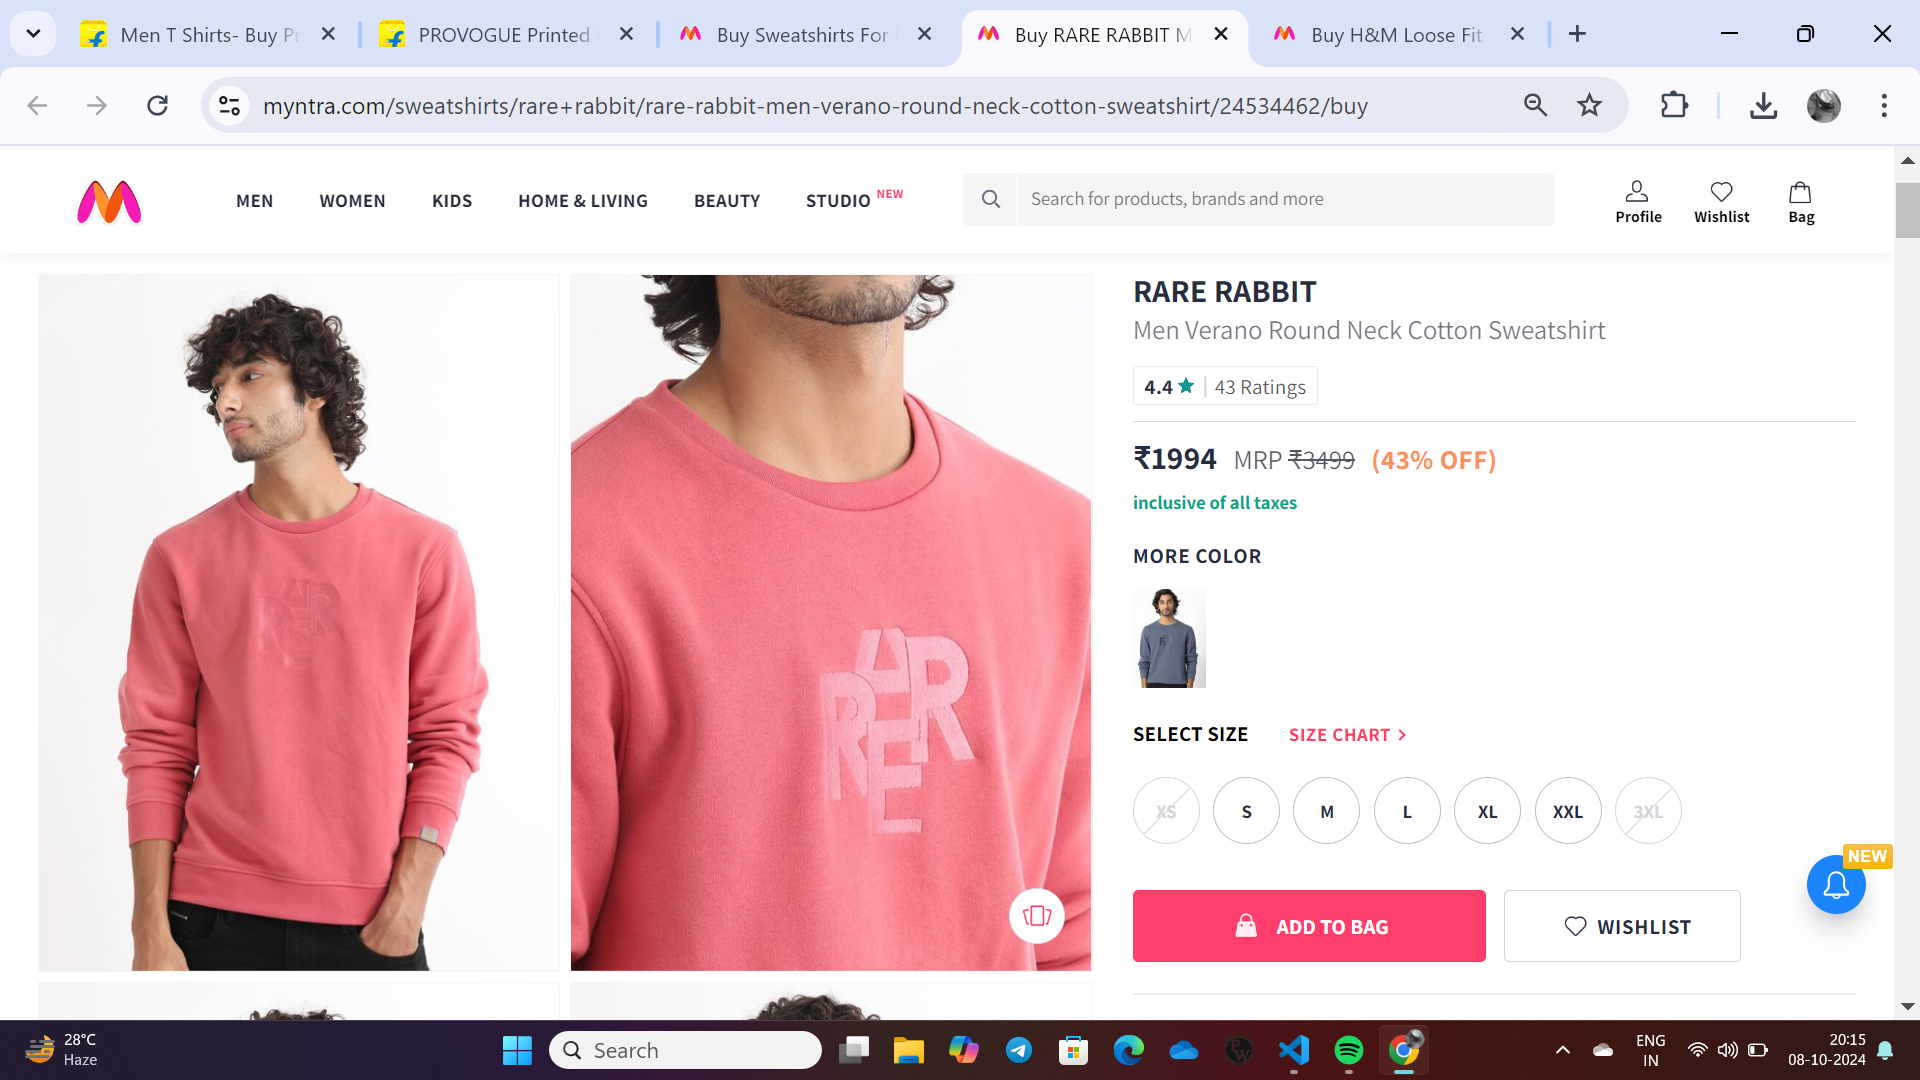 Men T Shirts- Buy Pr
PROVOGUE Printed
Buy Sweatshirts For
Buy RARE RABBIT M
Buy H&M Loose Fit
myntra.com/sweatshirts/rare+rabbit/rare-rabbit-men-verano-round-neck-cotton-sweatshirt/24534462/buy
MEN
WOMEN
KIDS
HOME & LIVING
BEAUTY
STUDIO NEW
Search for products, brands and more
Profile
Wishlist
Bag
RARE RABBIT
Men Verano Round Neck Cotton Sweatshirt
4.4 ★ | 43 Ratings
₹1994 MRP ₹3499 (43% OFF)
inclusive of all taxes
MORE COLOR
SELECT SIZE SIZE CHART >
XS S M L XL XXL 3XL
ADD TO BAG
WISHLIST
NEW
RARE
28°C
Haze
Search
ENG
IN
20:15
08-10-2024